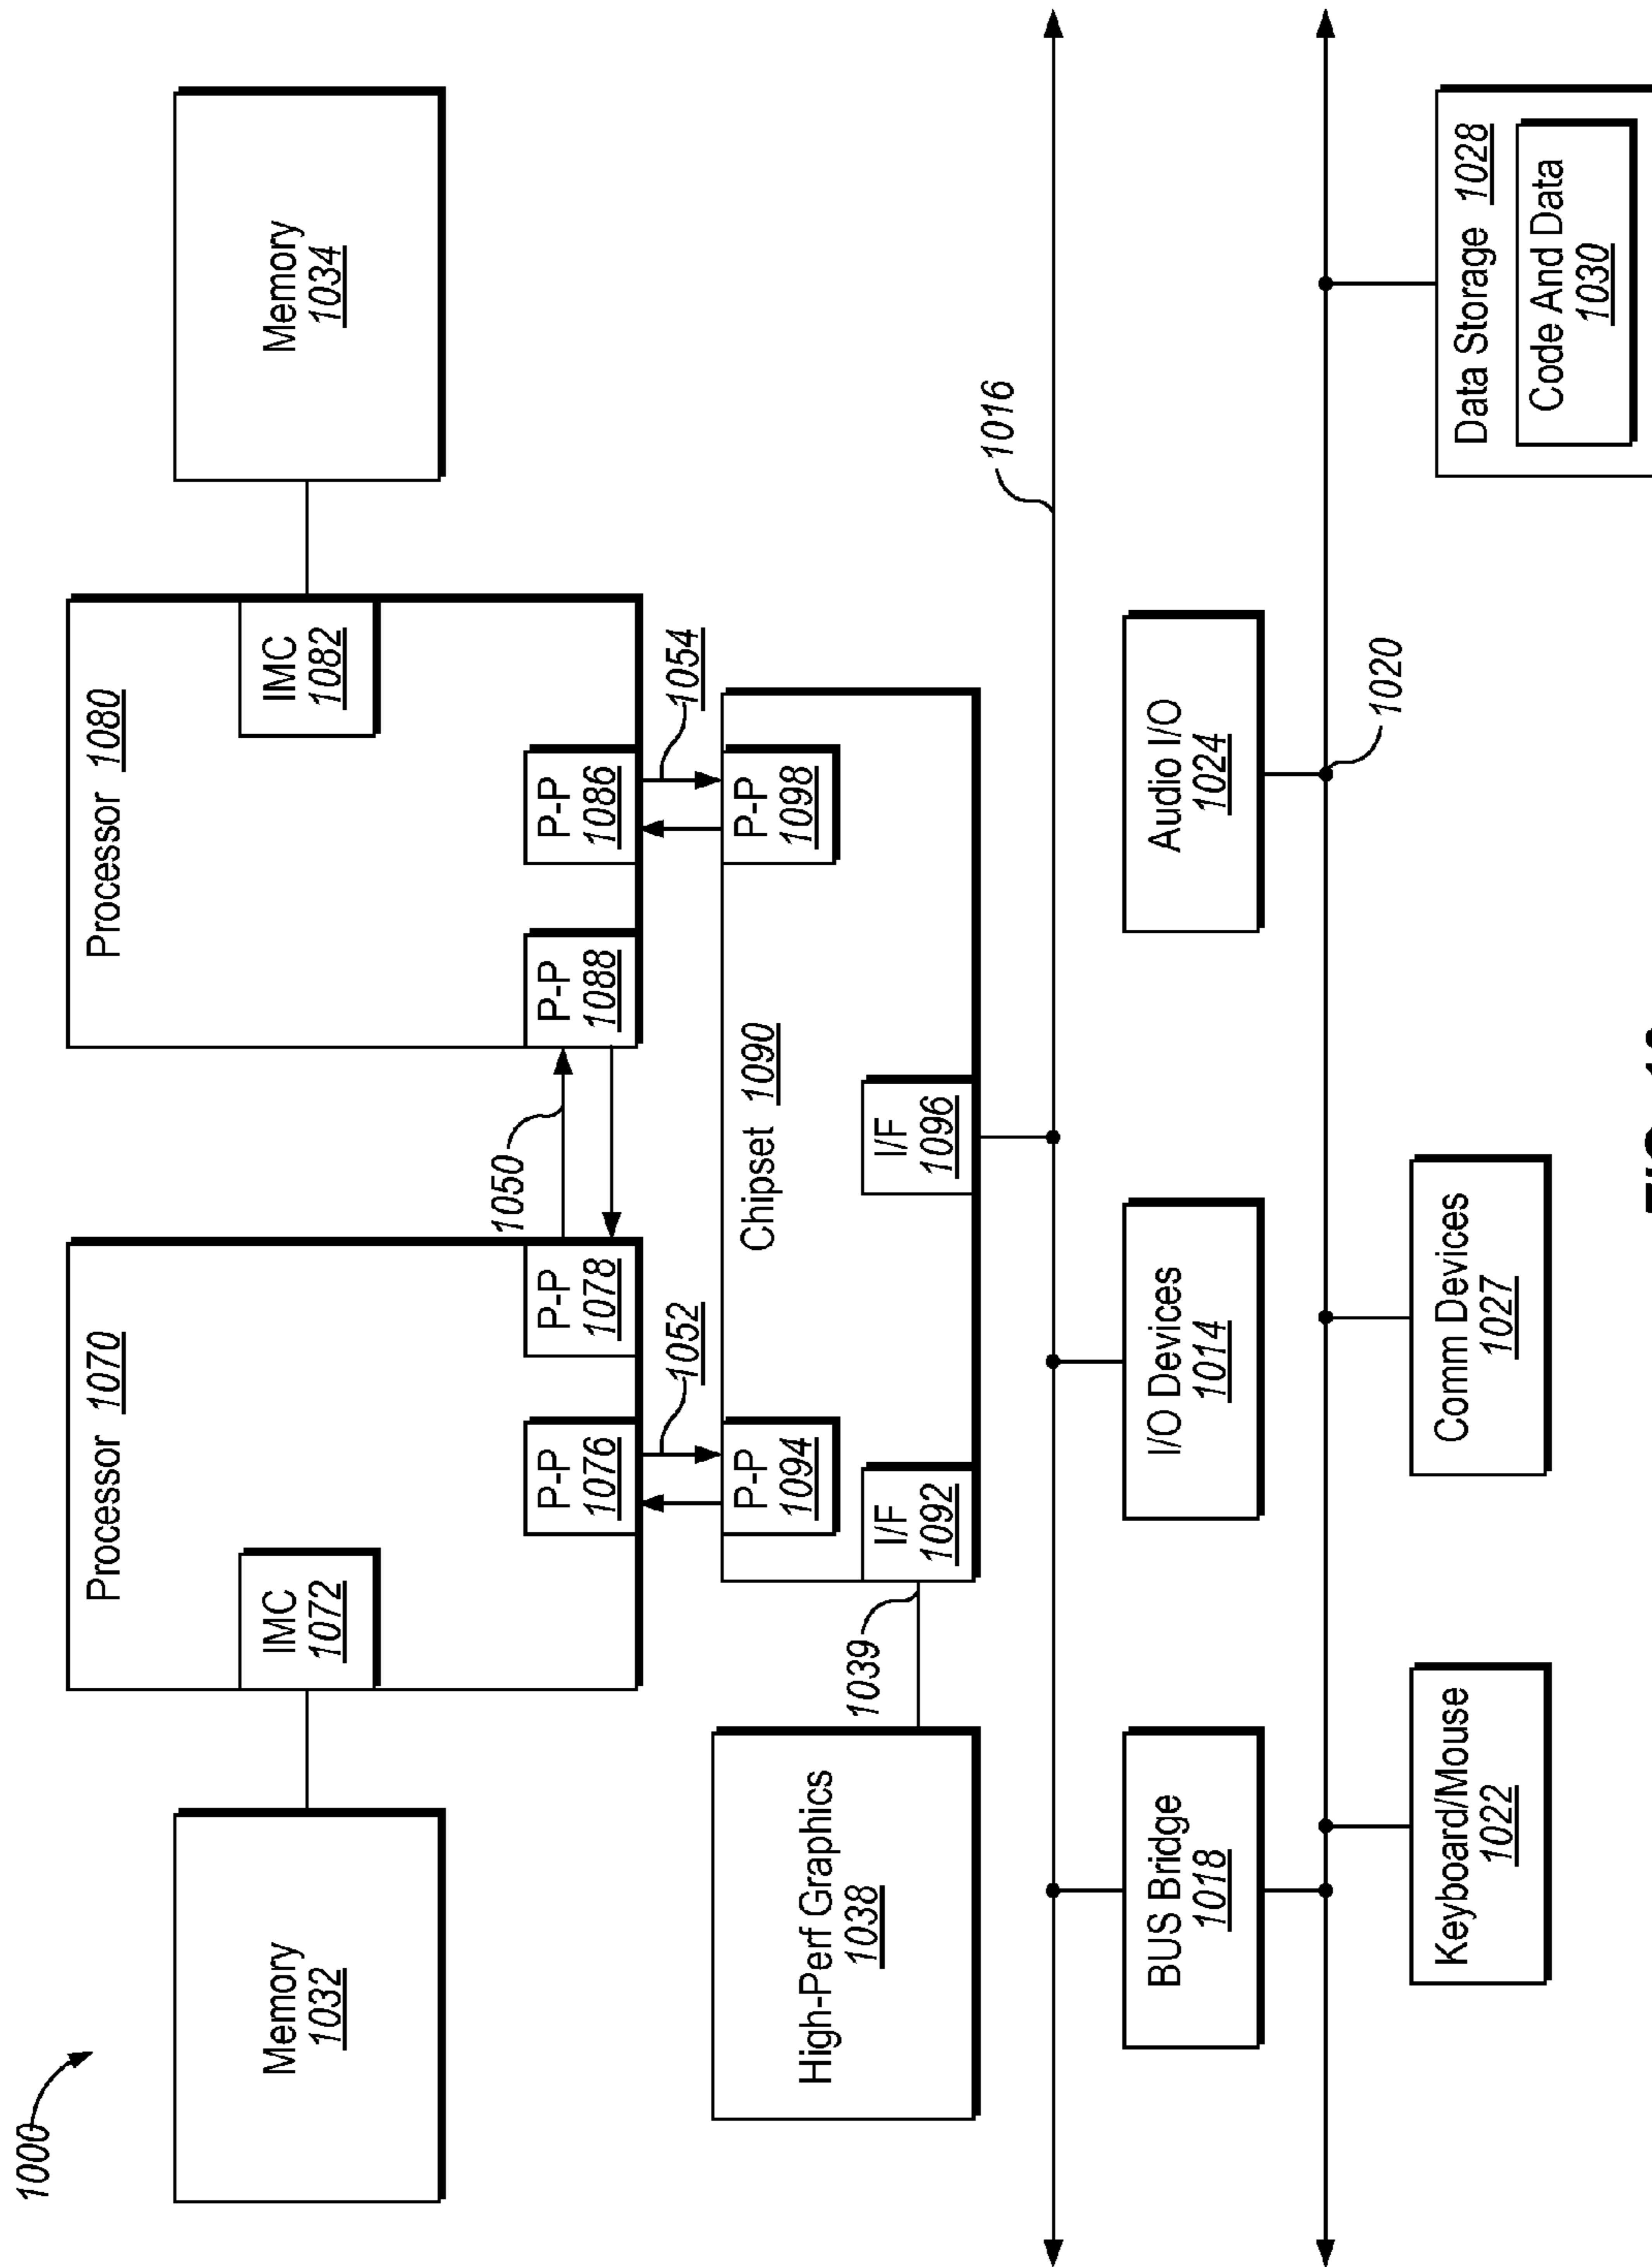 1000
Memory
1032
Processor 1070
IMC
1072
P-P
1076
P-P
1078
1050
Processor 1080
IMC
1082
P-P
1088
P-P
1086
Memory
1034
1052
1054
High-Perf Graphics
1038
1039
Chipset 1090
P-P
1094
P-P
1098
I/F
1092
I/F
1096
1016
BUS Bridge
1018
I/O Devices
1014
Audio I/O
1024
1020
Keyboard/Mouse
1022
Comm Devices
1027
Data Storage 1028
Code And Data
1030